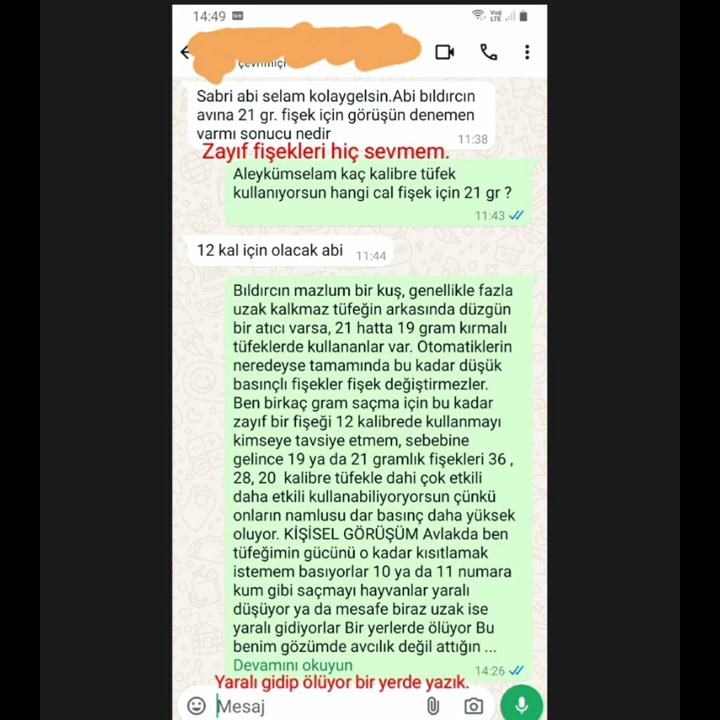 14:49
Voo)
LTE
çevrimiçi
Sabri abi selam kolaygelsin.Abi bıldırcın
avına 21 gr. fişek için görüşün denemen
varmı sonucu nedir
11:38
Zayıf fişekleri hiç sevmem.
Aleykümselam kaç kalibre tüfek
kullanıyorsun hangi cal fişek için 21 gr ?
11:43
12 kal için olacak abi
11:44
Bıldırcın mazlum bir kuş, genellikle fazla
uzak kalkmaz tüfeğin arkasında düzgün
bir atıcı varsa, 21 hatta 19 gram kırmalı
tüfeklerde kullananlar var. Otomatiklerin
neredeyse tamamında bu kadar düşük
basınçlı fişekler fişek değiştirmezler.
Ben birkaç gram saçma için bu kadar
zayıf bir fişeği 12 kalibrede kullanmayı
kimseye tavsiye etmem, sebebine
gelince 19 ya da 21 gramlık fişekleri 36 ,
28, 20 kalibre tüfekle dahi çok etkili
daha etkili kullanabiliyoryorsun çünkü
onların namlusu dar basınç daha yüksek
oluyor. KİŞİSEL GÖRÜŞÜM Avlakda ben
tüfeğimin gücünü o kadar kısıtlamak
istemem basıyorlar 10 ya da 11 numara
kum gibi saçmayı hayvanlar yaralı
düşüyor ya da mesafe biraz uzak ise
yaralı gidiyorlar Bir yerlerde ölüyor Bu
benim gözümde avcılık değil attığın ...
Devamını okuyun
14:26
Yaralı gidip ölüyor bir yerde yazık.
Mesaj